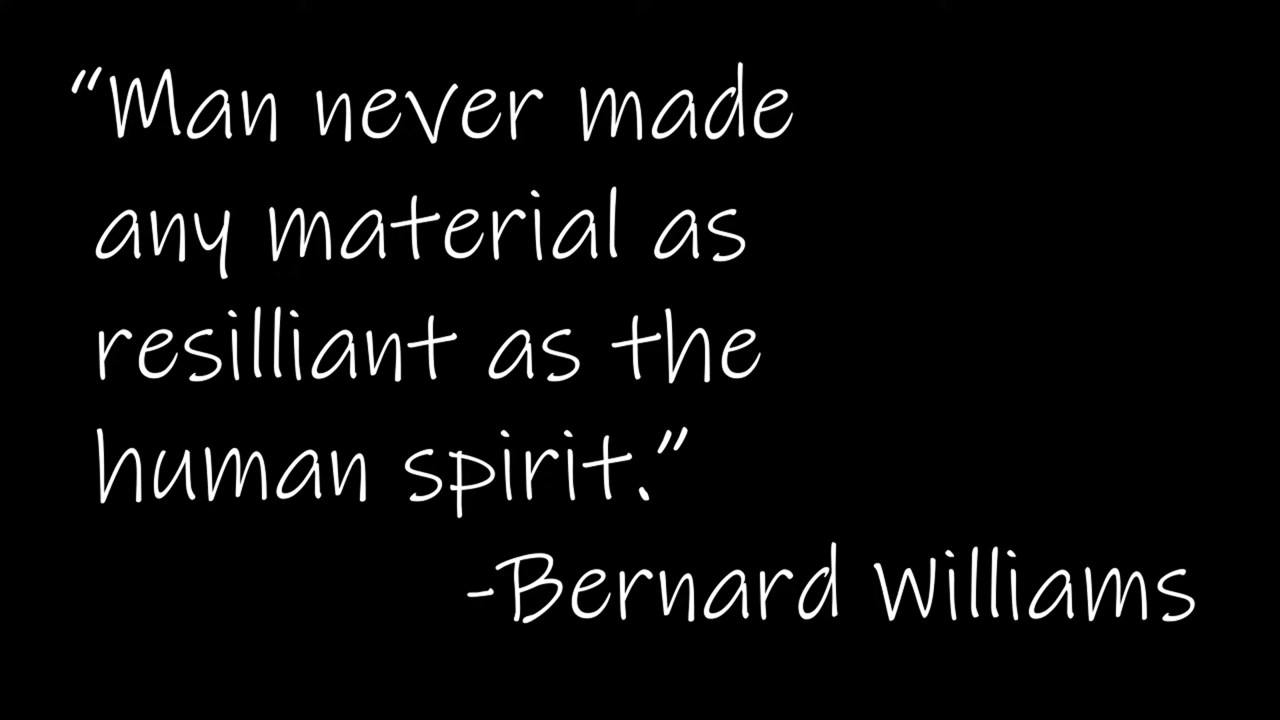 “Man never made
any material as
resilliant as the
human spirit.”
-Bernard Williams